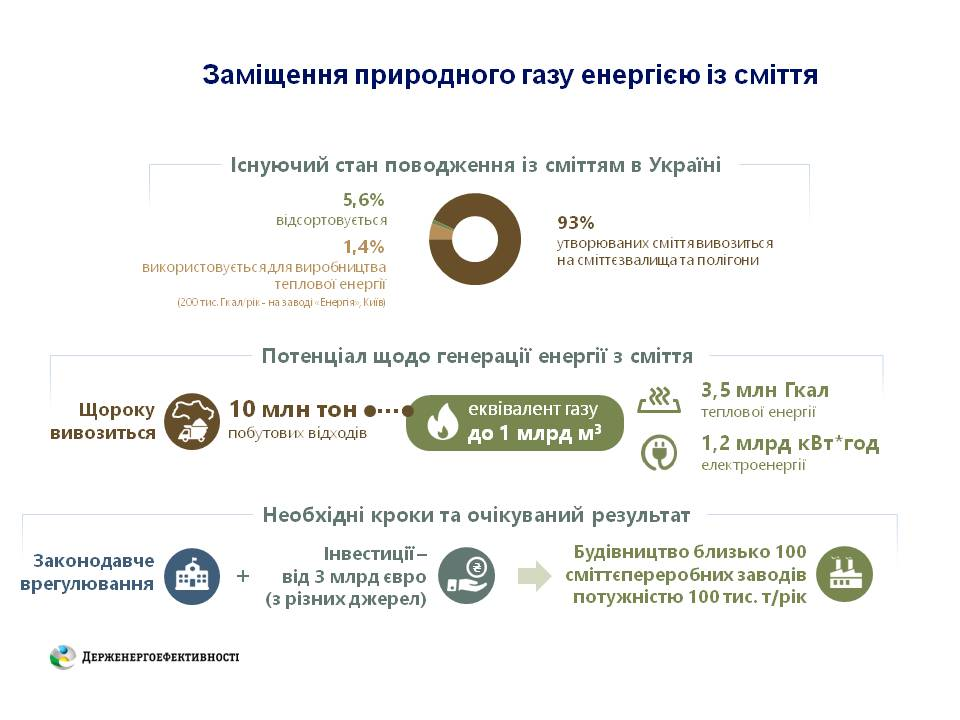 Заміщення природного газу енергією із сміття
Існуючий стан поводження із сміттям в Україні
5,6%
відсортовується
1,4%
використовується для виробництва
теплової енергії
(200 тис. Гкал/рік - на заводі «Енергія», Київ)
93%
утворюваних сміття вивозиться
на сміттєзвалища та полігони
Потенціал щодо генерації енергії з сміття
Щороку
вивозиться
10 млн тон
побутових відходів
еквівалент газу
до 1 млрд м³
3,5 млн Гкал
теплової енергії
1,2 млрд кВт*год
електроенергії
Необхідні кроки та очікуваний результат
Законодавче
врегулювання
+
Інвестиції –
від 3 млрд євро
(з різних джерел)
₴
Будівництво близько 100
сміттєпереробних заводів
потужністю 100 тис. т/рік
Держенергоефективності